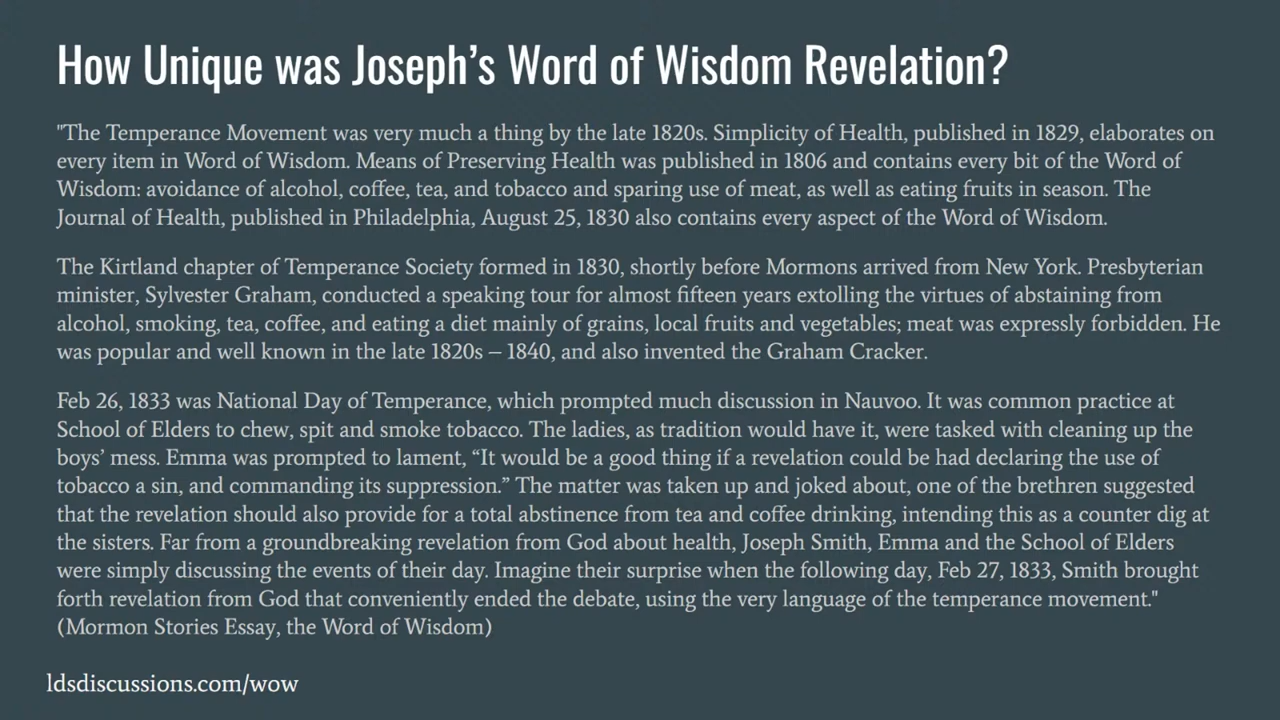 How Unique was Joseph's Word of Wisdom Revelation?
"The Temperance Movement was very much a thing by the late 1820s. Simplicity of Health, published in 1829, elaborates on
every item in Word of Wisdom. Means of Preserving Health was published in 1806 and contains every bit of the Word of
Wisdom: avoidance of alcohol, coffee, tea, and tobacco and sparing use of meat, as well as eating fruits in season. The
Journal of Health, published in Philadelphia, August 25, 1830 also contains every aspect of the Word of Wisdom.
The Kirtland chapter of Temperance Society formed in 1830, shortly before Mormons arrived from New York. Presbyterian
minister, Sylvester Graham, conducted a speaking tour for almost fifteen years extolling the virtues of abstaining from
alcohol, smoking, tea, coffee, and eating a diet mainly of grains, local fruits and vegetables; meat was expressly forbidden. He
was popular and well known in the late 1820s – 1840, and also invented the Graham Cracker.
Feb 26, 1833 was National Day of Temperance, which prompted much discussion in Nauvoo. It was common practice at
School of Elders to chew, spit and smoke tobacco. The ladies, as tradition would have it, were tasked with cleaning up the
boys' mess. Emma was prompted to lament, “It would be a good thing if a revelation could be had declaring the use of
tobacco a sin, and commanding its suppression.” The matter was taken up and joked about, one of the brethren suggested
that the revelation should also provide for a total abstinence from tea and coffee drinking, intending this as a counter dig at
the sisters. Far from a groundbreaking revelation from God about health, Joseph Smith, Emma and the School of Elders
were simply discussing the events of their day. Imagine their surprise when the following day, Feb 27, 1833, Smith brought
forth revelation from God that conveniently ended the debate, using the very language of the temperance movement."
(Mormon Stories Essay, the Word of Wisdom)
ldsdiscussions.com/wow